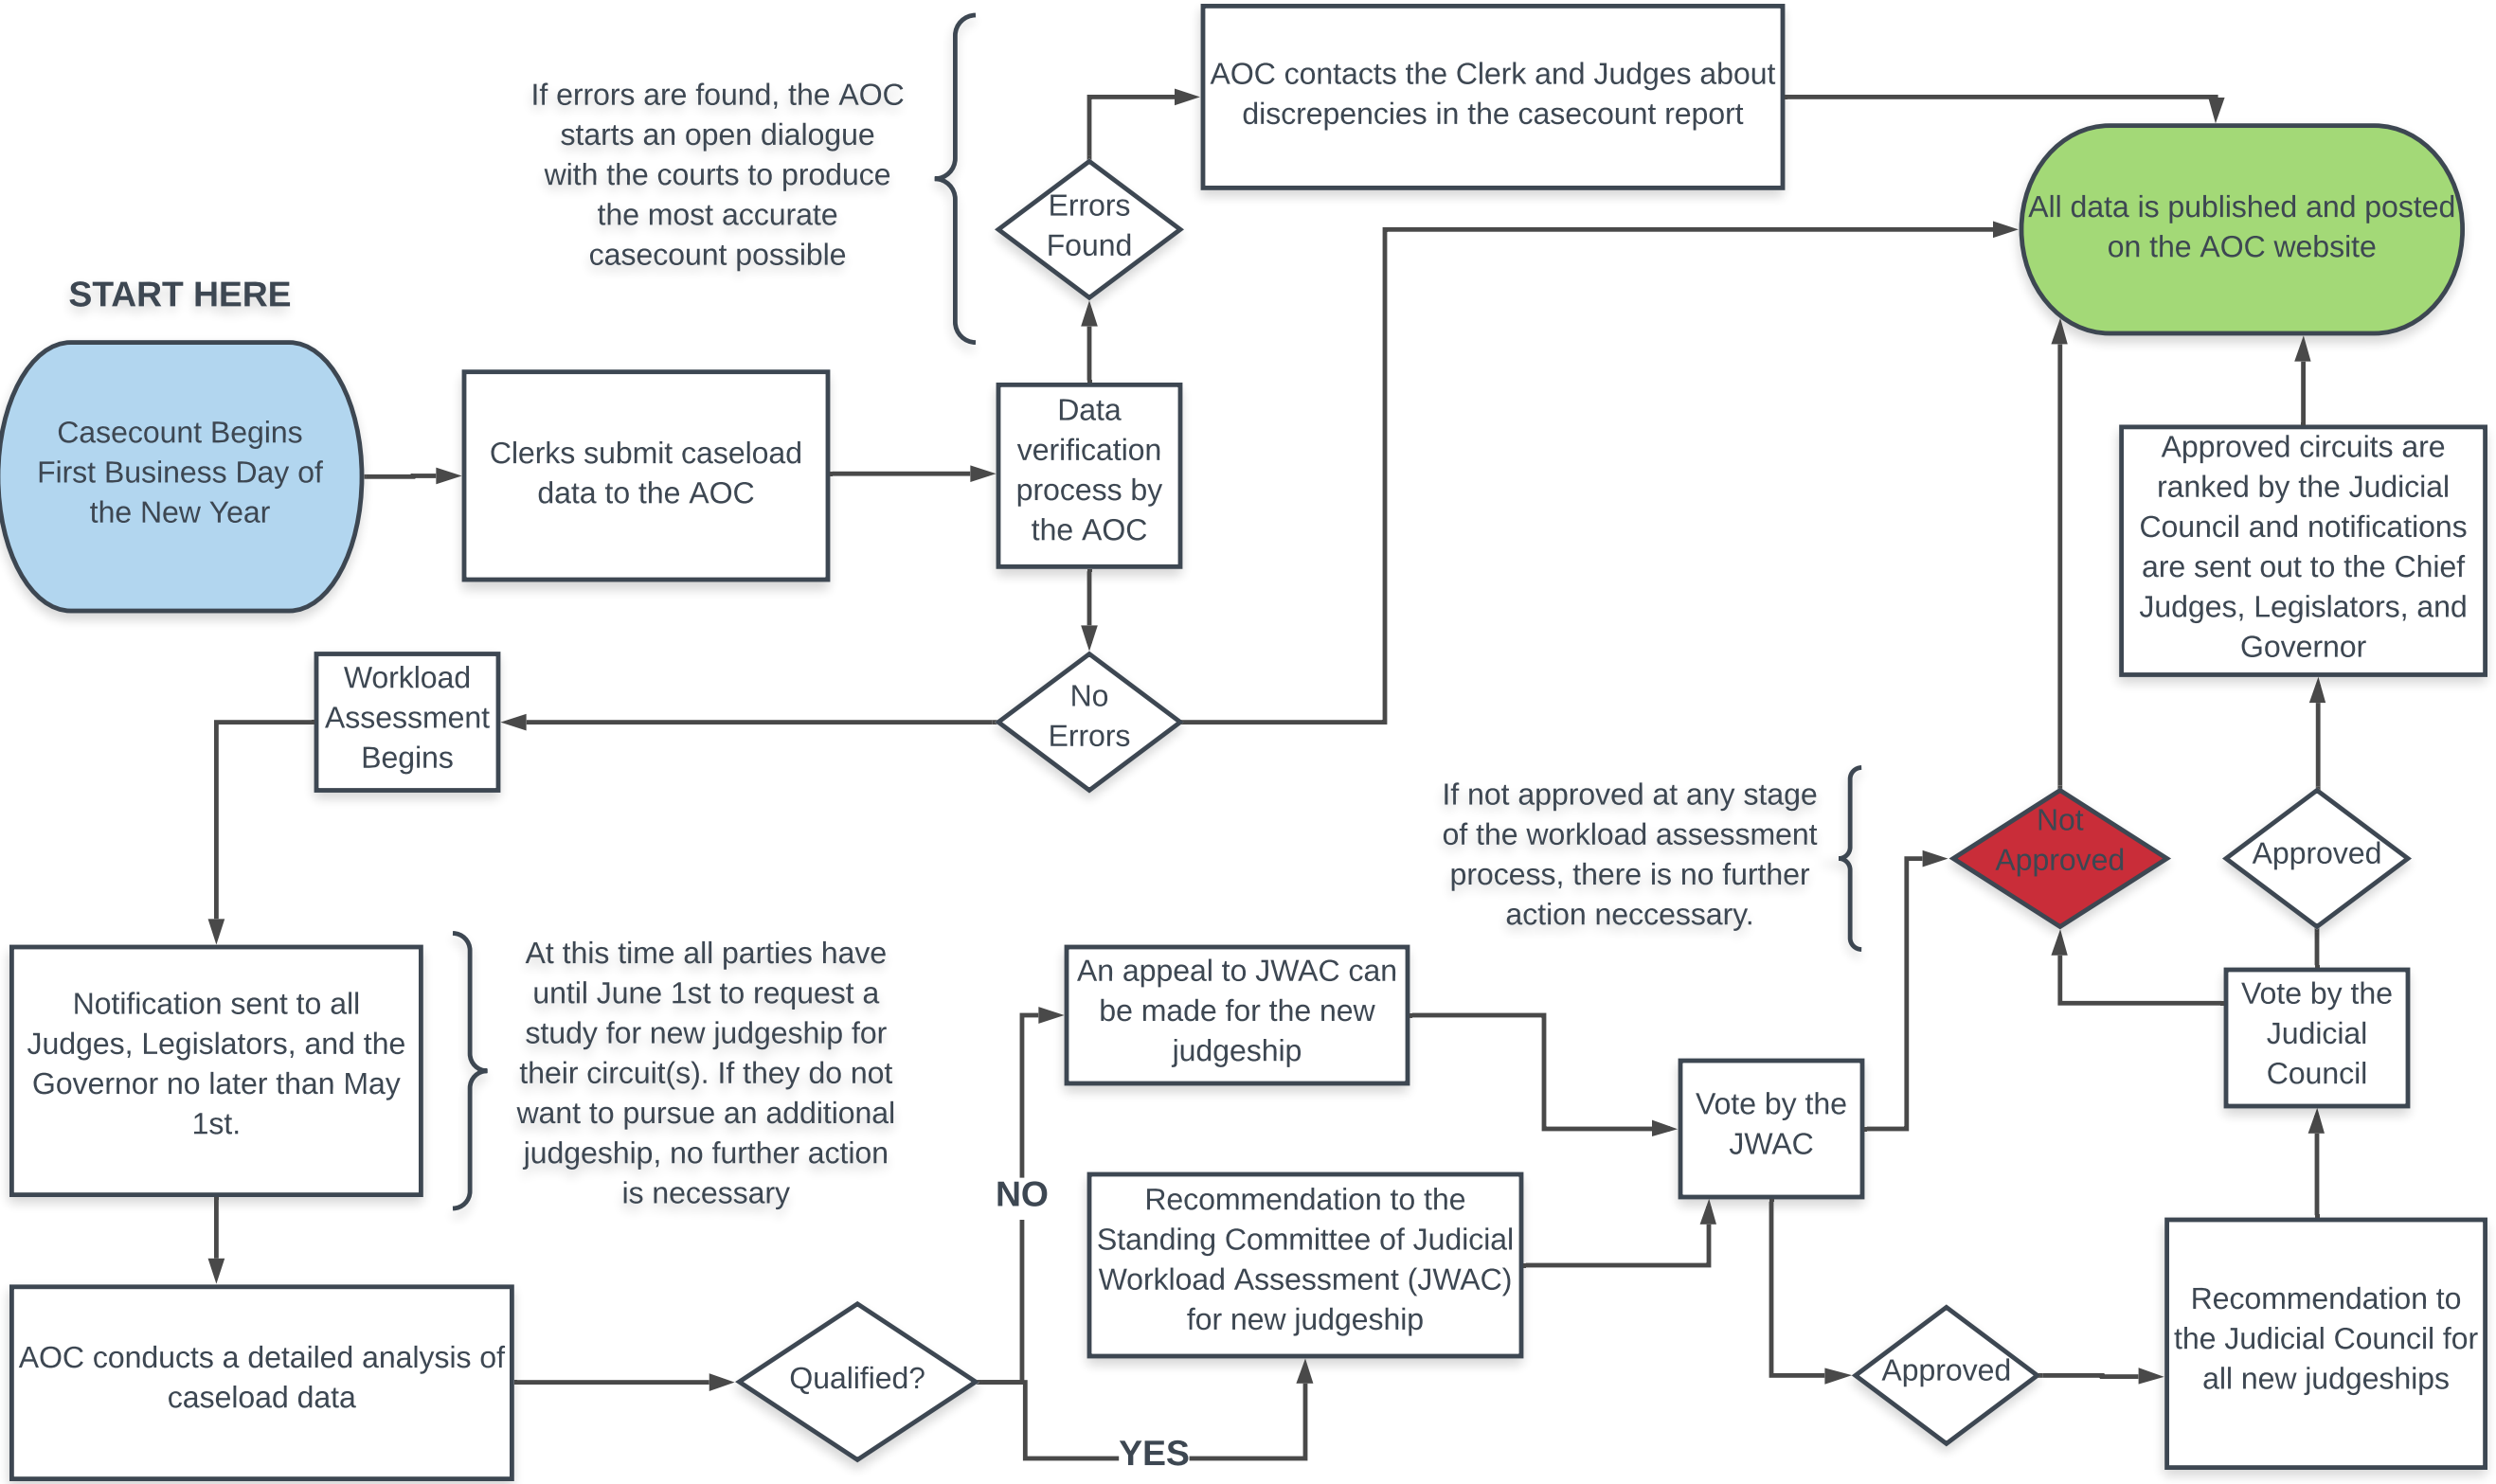 START HERE
Casecount Begins
First Business Day of
the New Year
Clerks submit caseload
data to the AOC
Data
verification
process by
the AOC
If errors are found, the AOC
starts an open dialogue
with the courts to produce
the most accurate
casecount possible
Errors
Found
AOC contacts the Clerk and Judges about
discrepencies in the casecount report
All data is published and posted
on the AOC website
No
Errors
Workload
Assessment
Begins
Notification sent to all
Judges, Legislators, and the
Governor no later than May
1st.
At this time all parties have
until June 1st to request a
study for new judgeship for
their circuit(s). If they do not
want to pursue an additional
judgeship, no further action
is necessary
AOC conducts a detailed analysis of
caseload data
Qualified?
NO
YES
An appeal to JWAC can
be made for the new
judgeship
Recommendation to the
Standing Committee of Judicial
Workload Assessment (JWAC)
for new judgeship
Vote by the
JWAC
If not approved at any stage
of the workload assessment
process, there is no further
action neccessary.
Not
Approved
Approved
Recommendation to
the Judicial Council for
all new judgeships
Vote by the
Judicial
Council
Approved
Approved circuits are
ranked by the Judicial
Council and notifications
are sent out to the Chief
Judges, Legislators, and
Governor